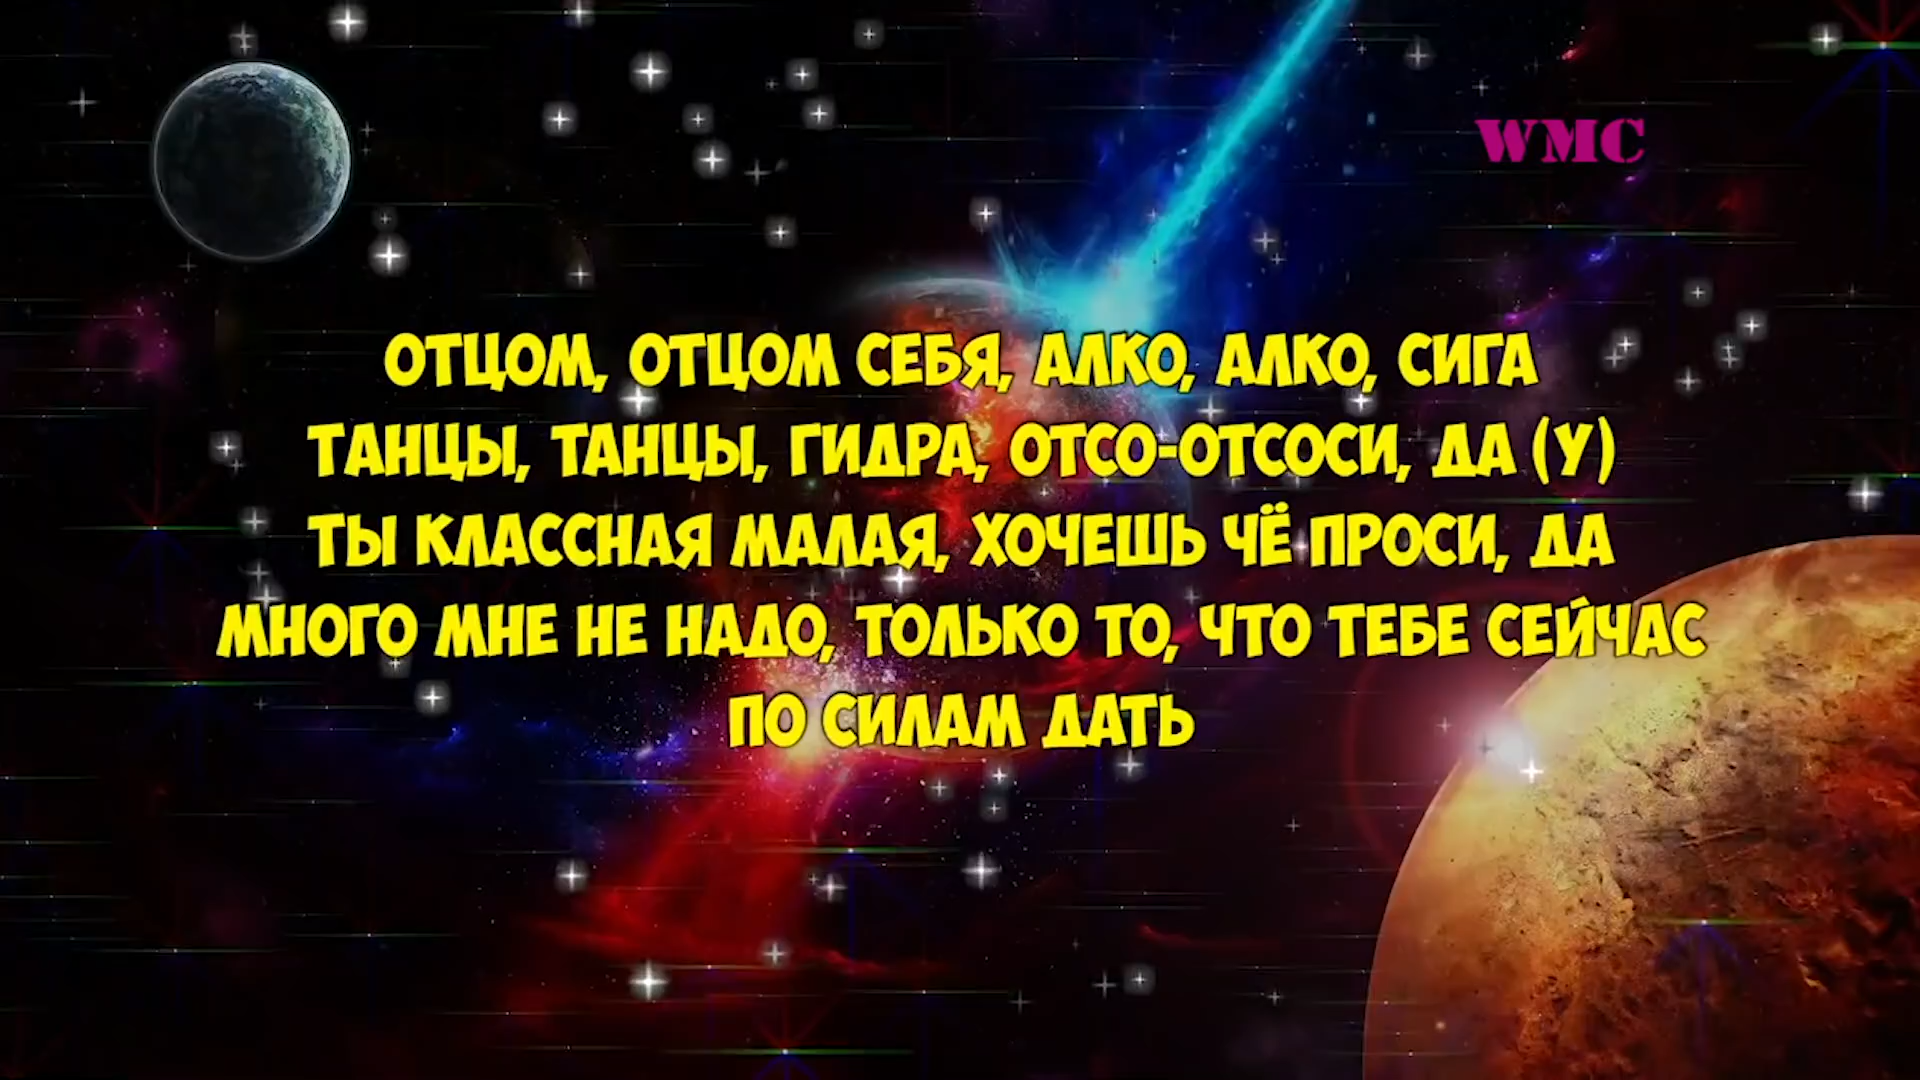 WMC
ОТЦОМ, ОТЦОМ СЕБЯ, АЛКО, АЛКО, СИГА
ТАНЦЫ, ТАНЦЫ, ГИДРА, ОТСО-ОТСОСИ, ДА (У)
ТЫ КЛАССНАЯ МАЛАЯ, ХОЧЕШЬ ЧЁ ПРОСИ, ДА
МНОГО МНЕ НЕ НАДО, ТОЛЬКО ТО, ЧТО ТЕБЕ СЕЙЧАС
ПО СИЛАМ ДАТЬ